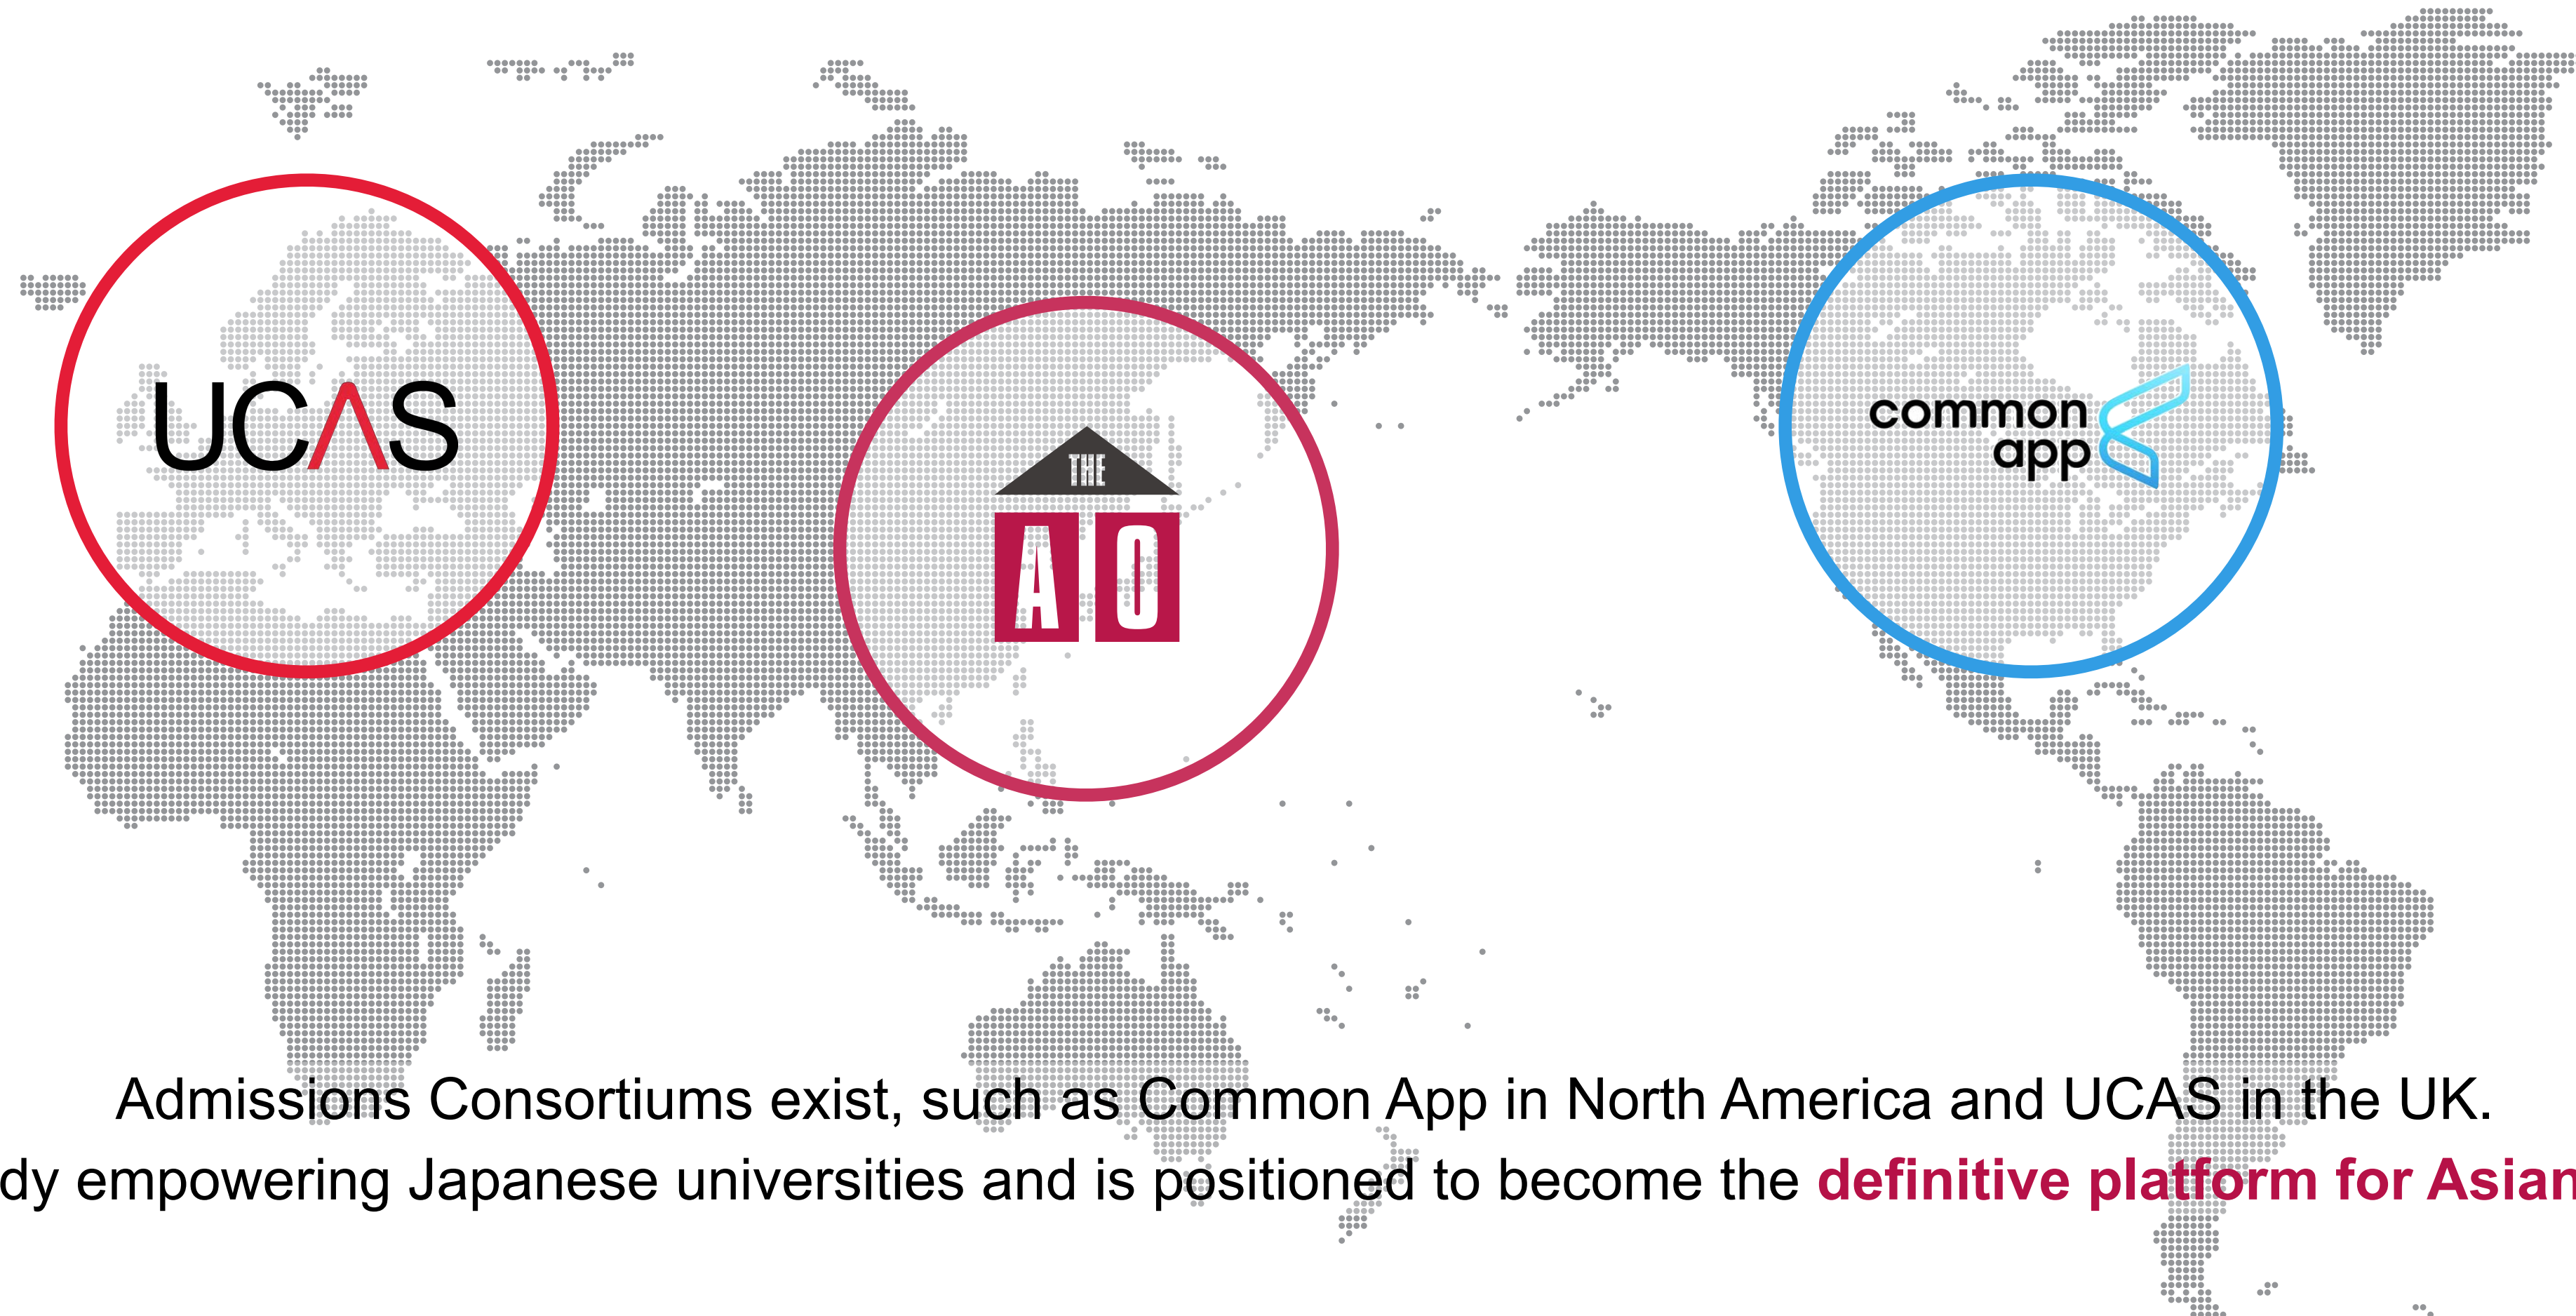 UCAS
THE
AO
common
app
Admissions Consortiums exist, such as Common App in North America and UCAS in the UK.
dy empowering Japanese universities and is positioned to become the definitive platform for Asian